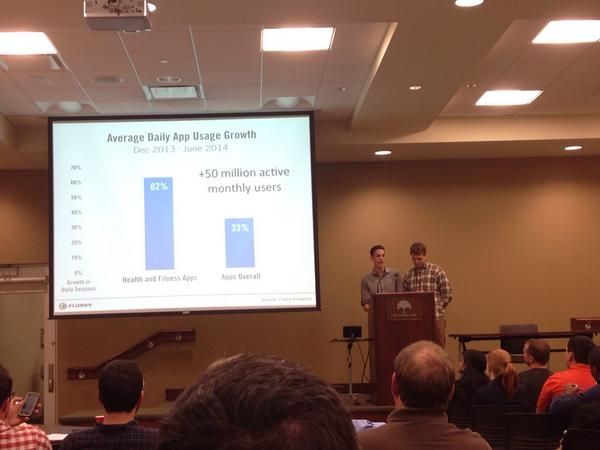 Average Daily App Usage Growth
Dec 2013 - June 2014
+50 million active
monthly users
70%
60%
50%
40%
30%
20%
10%
0%
62%
33%
Growth in
Daily Sessions
Health and Fitness Apps
Apps Overall
FLURRY
Source: Flurry Analytics